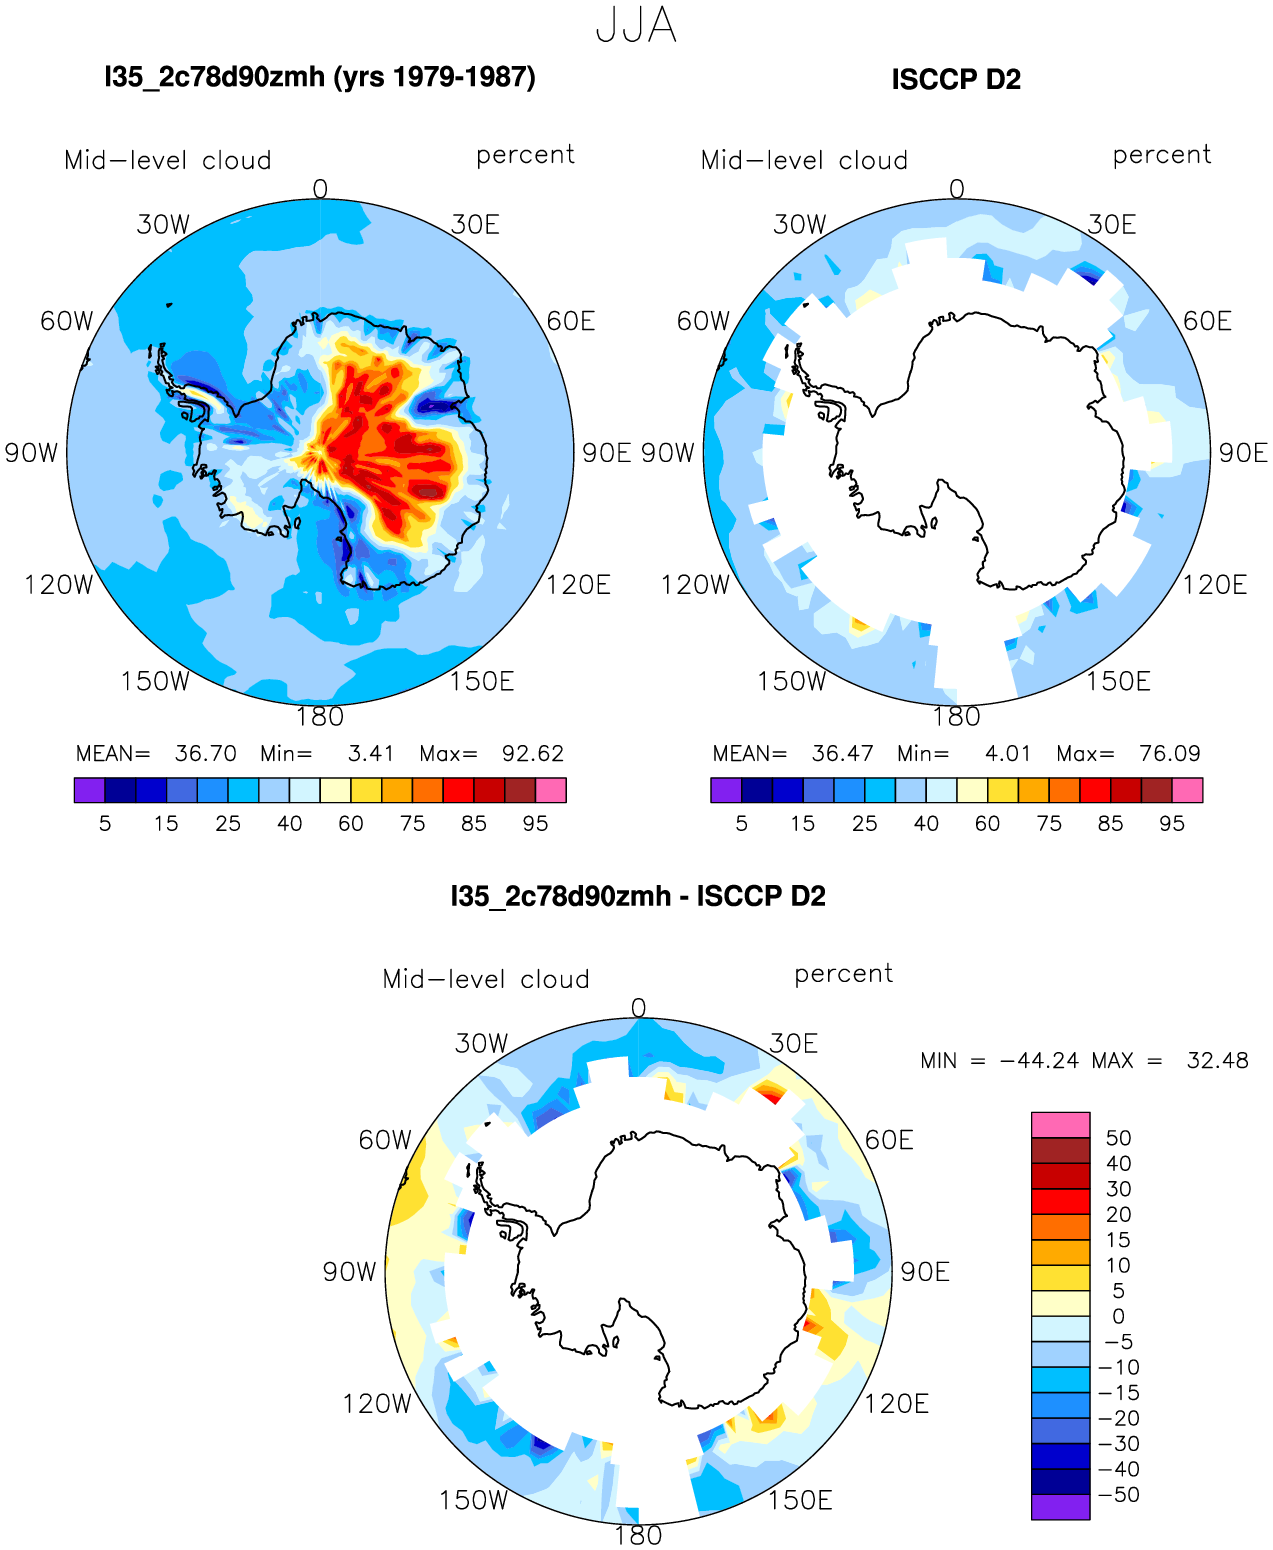 JJA
I35_2c78d90zmh (yrs 1979-1987)
Mid-level cloud percent
0
30W 30E
60W 60E
90W 90E
120W 120E
150W 150E
180
MEAN= 36.70 Min= 3.41 Max= 92.62
5 15 25 40 60 75 85 95
ISCCP D2
Mid-level cloud percent
0
30W 30E
60W 60E
90W 90E
120W 120E
150W 150E
180
MEAN= 36.47 Min= 4.01 Max= 76.09
5 15 25 40 60 75 85 95
I35_2c78d90zmh - ISCCP D2
Mid-level cloud percent
0
30W 30E
60W 60E
90W 90E
120W 120E
150W 150E
180
MIN = -44.24 MAX = 32.48
50
40
30
20
15
10
5
0
-5
-10
-15
-20
-30
-40
-50